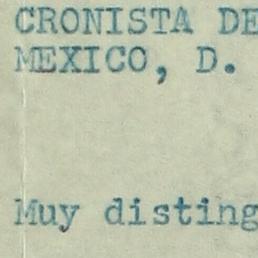 CRONISTA DE
MEXICO, D.
Muy disting